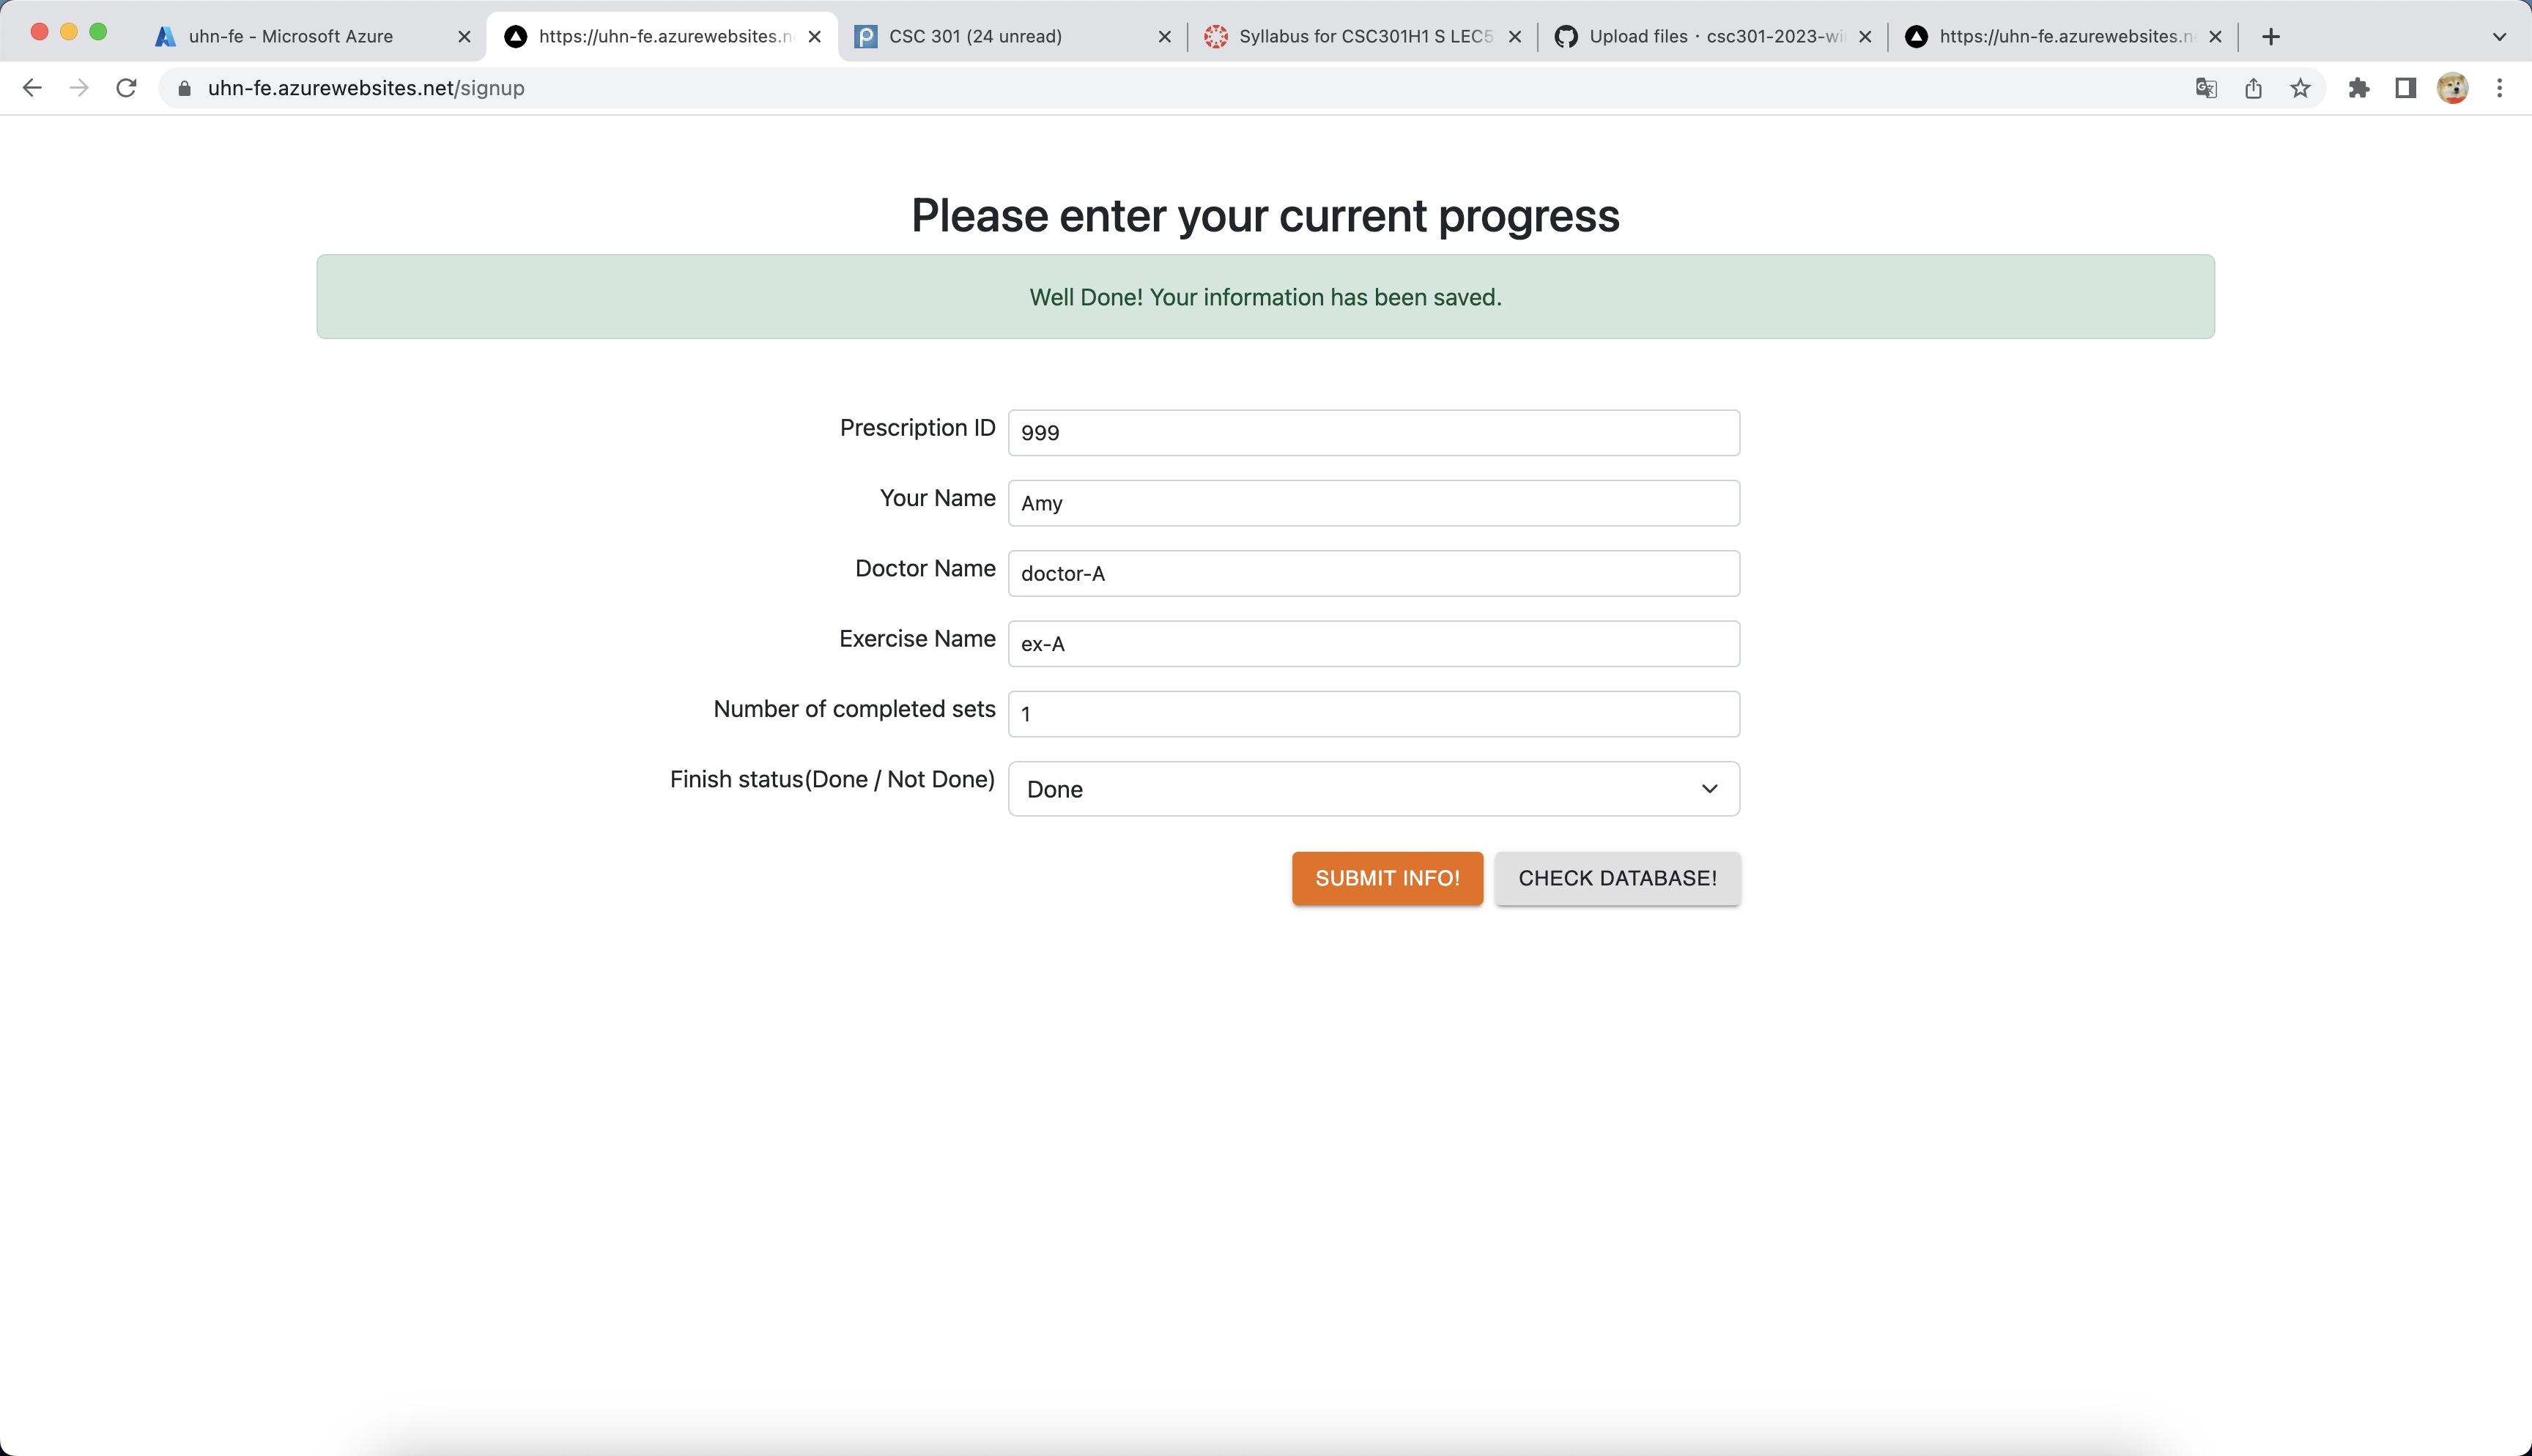 uhn-fe - Microsoft Azure
https://uhn-fe.azurewebsites.n
CSC 301 (24 unread)
Syllabus for CSC301H1 S LEC5
Upload files · csc301-2023-wi
https://uhn-fe.azurewebsites.n
uhn-fe.azurewebsites.net/signup
Please enter your current progress
Well Done! Your information has been saved.
Prescription ID 999
Your Name Amy
Doctor Name doctor-A
Exercise Name ex-A
Number of completed sets 1
Finish status(Done / Not Done) Done
SUBMIT INFO! CHECK DATABASE!